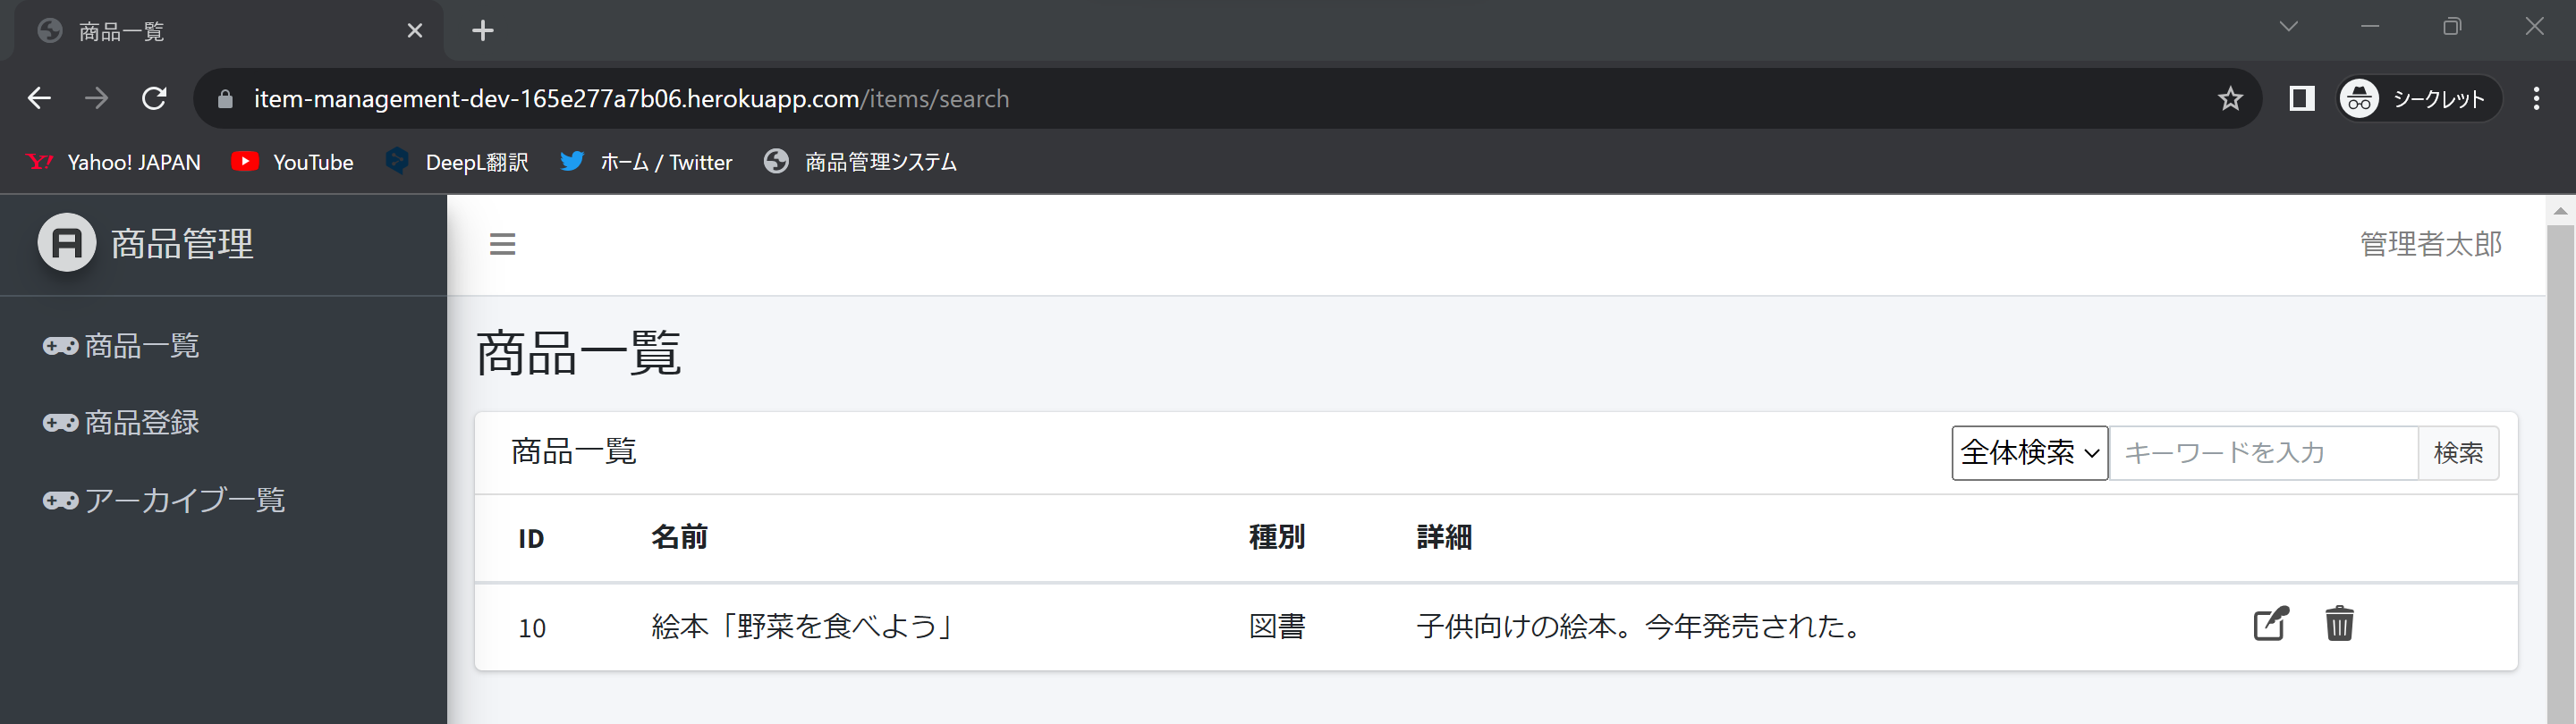 商品一覧
item-management-dev-165e277a7b06.herokuapp.com/items/search
シークレット
Yahoo! JAPAN YouTube DeepL翻訳 ホーム / Twitter 商品管理システム
商品管理
管理者太郎
商品一覧
商品登録
アーカイブ一覧
商品一覧
商品一覧 全体検索 キーワードを入力 検索
ID 名前 種別 詳細
10 絵本「野菜を食べよう」 図書 子供向けの絵本。今年発売された。